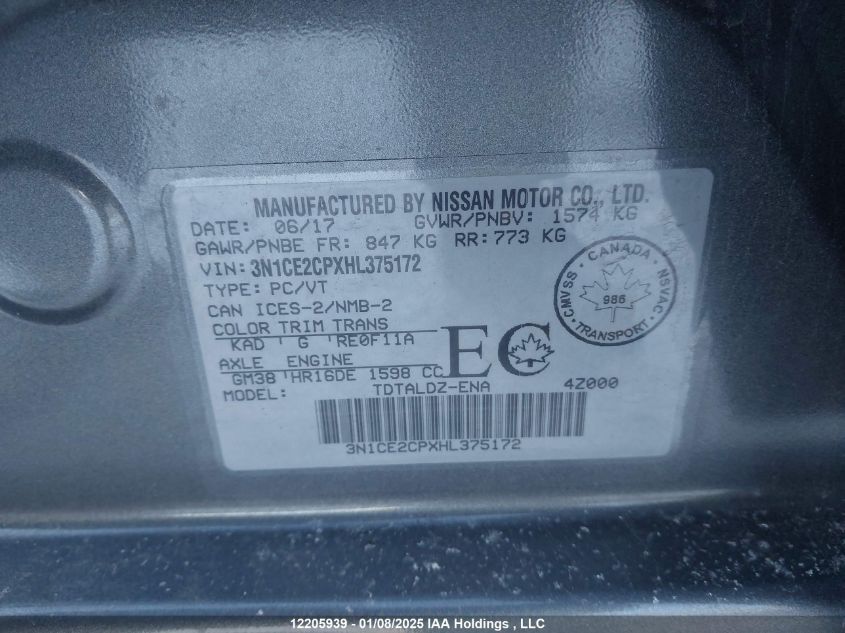 MANUFACTURED BY NISSAN MOTOR CO., LTD.
DATE: 06/17 GVWR/PNBV: 1574 KG
GAWR/PNBE FR: 847 KG RR: 773 KG
VIN: 3N1CE2CPXHL375172
TYPE: PC/VT
CAN ICES-2/NMB-2
COLOR TRIM TRANS
KAD G RE0F11A
AXLE ENGINE
GM38 HR16DE 1598 CC
MODEL: TDTALDZ-ENA 4Z000
EC
CANADA
CMVSS NSVAC
986
TRANSPORT
3N1CE2CPXHL375172
12205939 - 01/08/2025 IAA Holdings , LLC